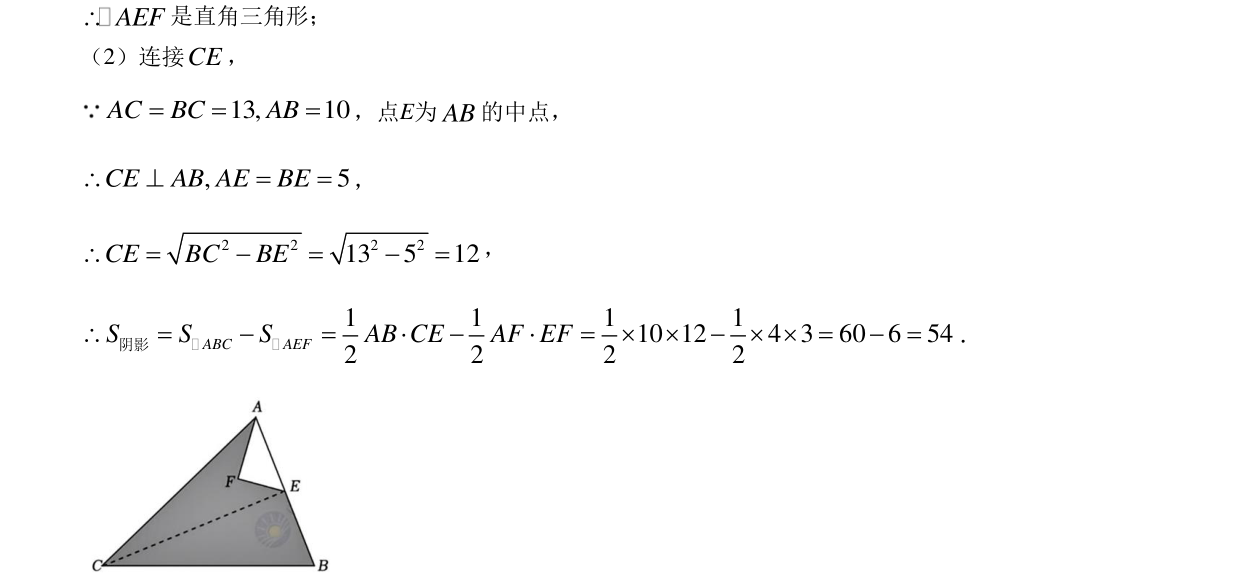 ∴□AEF是直角三角形；
（2）连接CE，
∵ AC = BC = 13, AB = 10，点E为AB的中点，
∴CE ⊥ AB, AE = BE = 5，
∴CE = √(BC² − BE²) = √(13² − 5²) = 12，
∴S阴影 = S□ABC − S□AEF = 1/2 AB·CE − 1/2 AF·EF = 1/2 ×10×12 − 1/2 ×4×3 = 60 − 6 = 54．
A
F
E
C
B